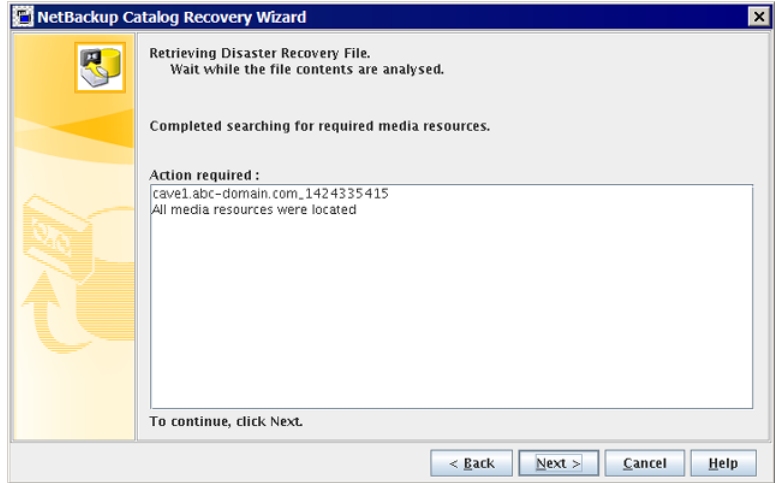 NetBackup Catalog Recovery Wizard
Retrieving Disaster Recovery File.
Wait while the file contents are analysed.
Completed searching for required media resources.
Action required :
cave1.abc-domain.com_1424335415
All media resources were located
To continue, click Next.
< Back Next > Cancel Help